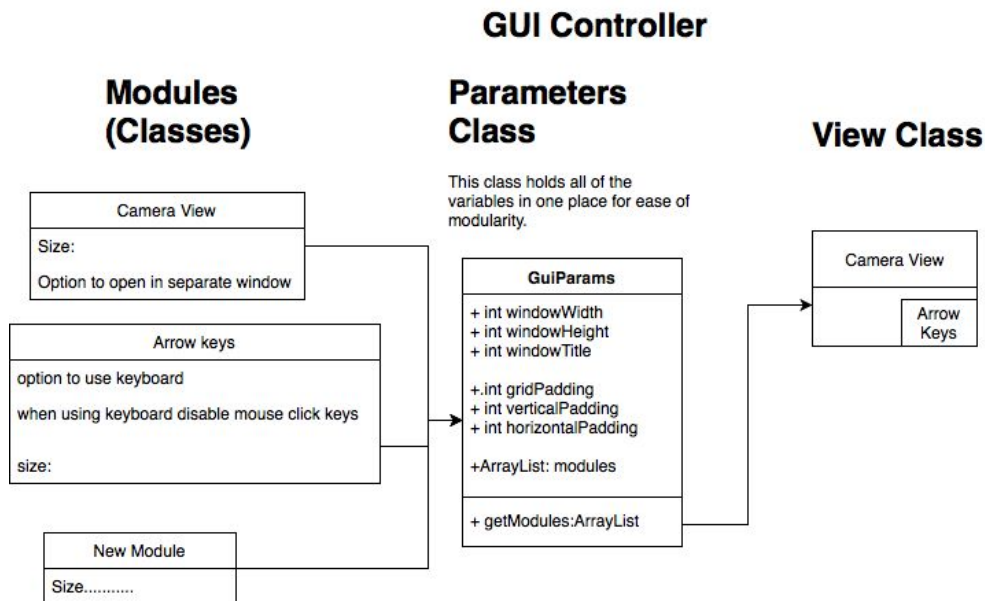 GUI Controller
Modules
(Classes)
Parameters
Class
View Class
This class holds all of the
variables in one place for ease of
modularity.
Camera View
Size:
Option to open in separate window
Arrow keys
option to use keyboard
when using keyboard disable mouse click keys
size:
New Module
Size...........
GuiParams
+ int windowWidth
+ int windowHeight
+ int windowTitle
+.int gridPadding
+ int verticalPadding
+ int horizontalPadding
+ArrayList: modules
+ getModules:ArrayList
Camera View
Arrow
Keys